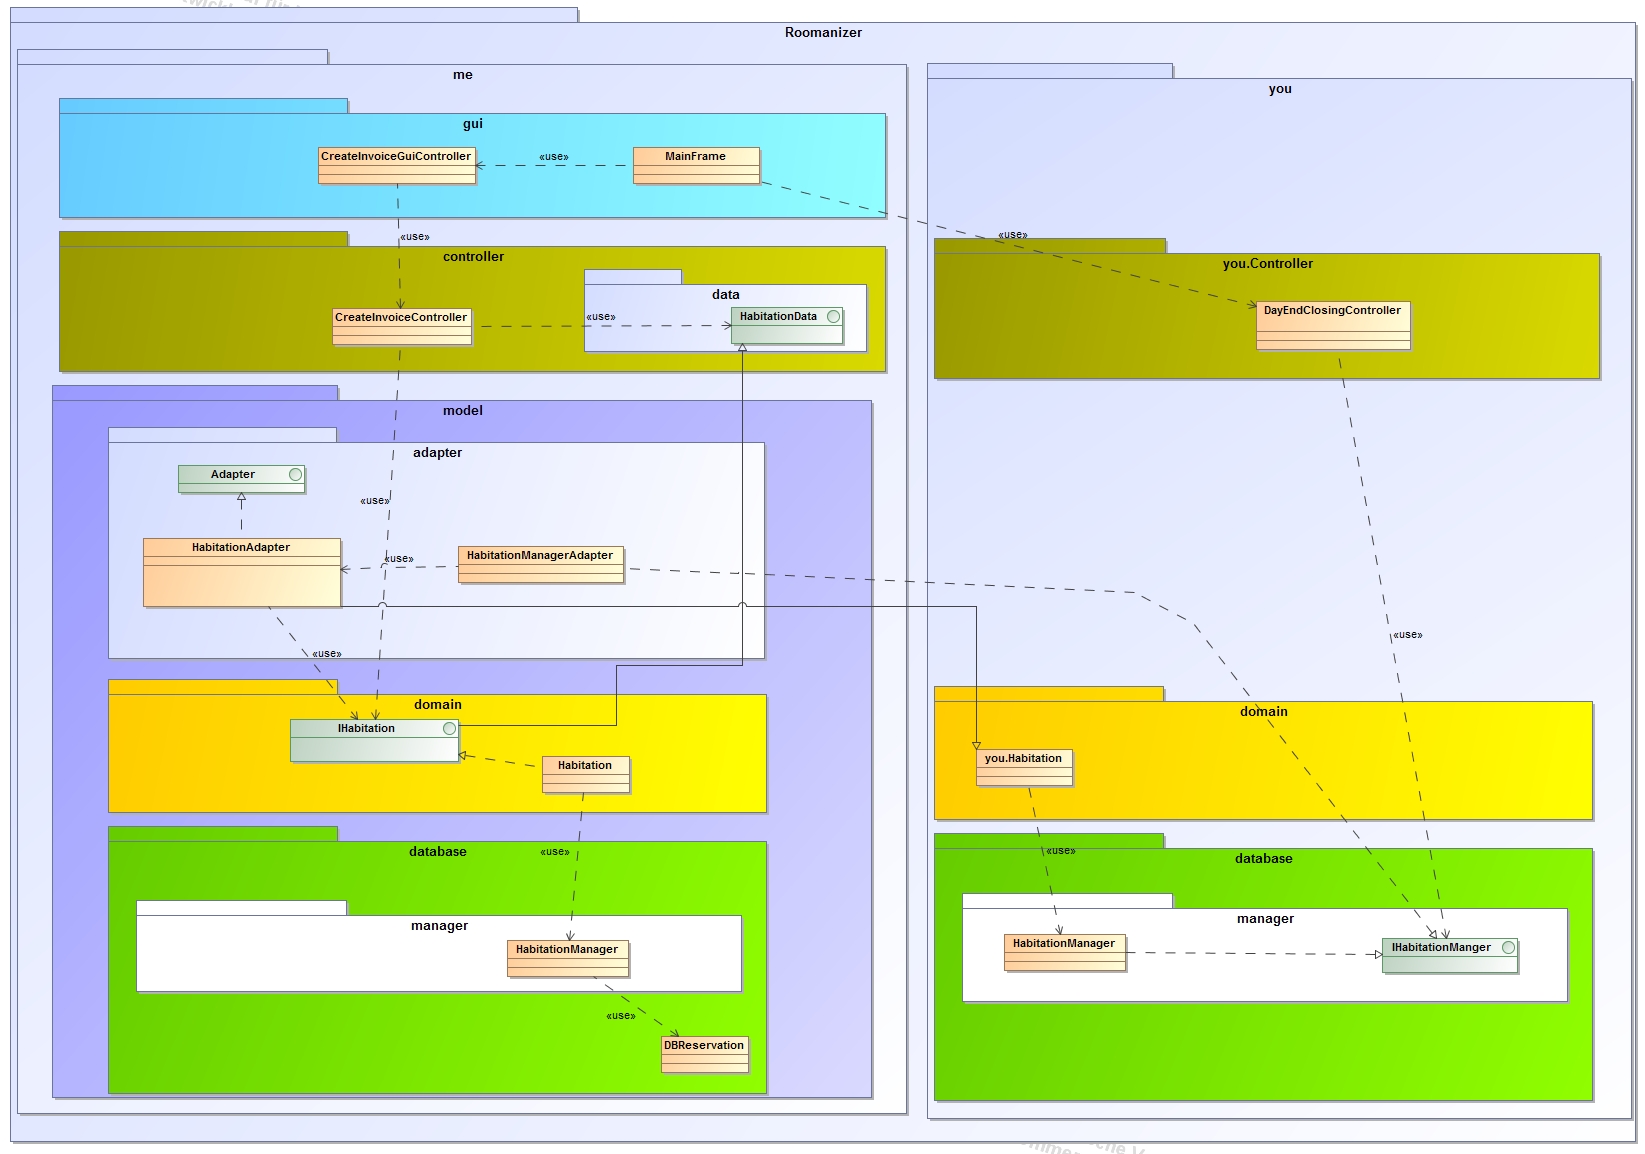 Roomanizer
me
you
gui
CreateInvoiceGuiController
«use»
MainFrame
«use»
«use»
controller
you.Controller
data
HabitationData
CreateInvoiceController
«use»
DayEndClosingController
model
adapter
Adapter
«use»
HabitationAdapter
«use»
HabitationManagerAdapter
«use»
«use»
domain
IHabitation
Habitation
domain
you.Habitation
«use»
«use»
database
database
manager
manager
HabitationManager
HabitationManager
IHabitationManger
«use»
DBReservation